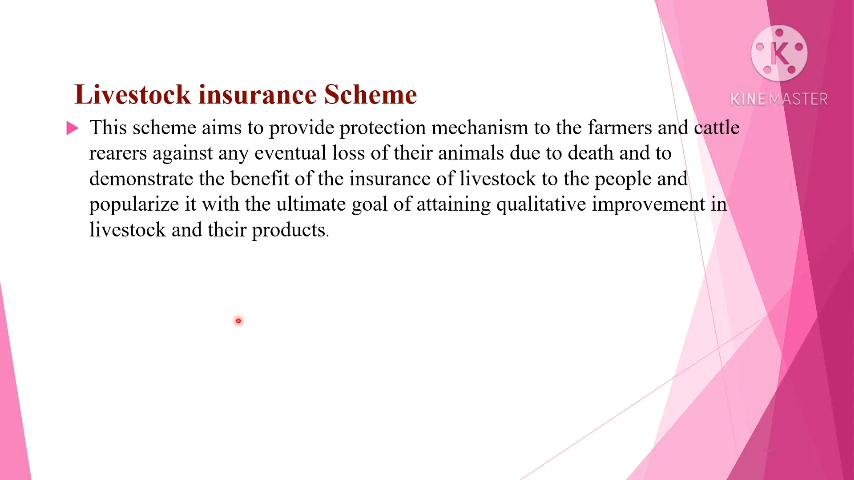 Livestock insurance Scheme
This scheme aims to provide protection mechanism to the farmers and cattle
rearers against any eventual loss of their animals due to death and to
demonstrate the benefit of the insurance of livestock to the people and
popularize it with the ultimate goal of attaining qualitative improvement in
livestock and their products.
K
KINEMASTER